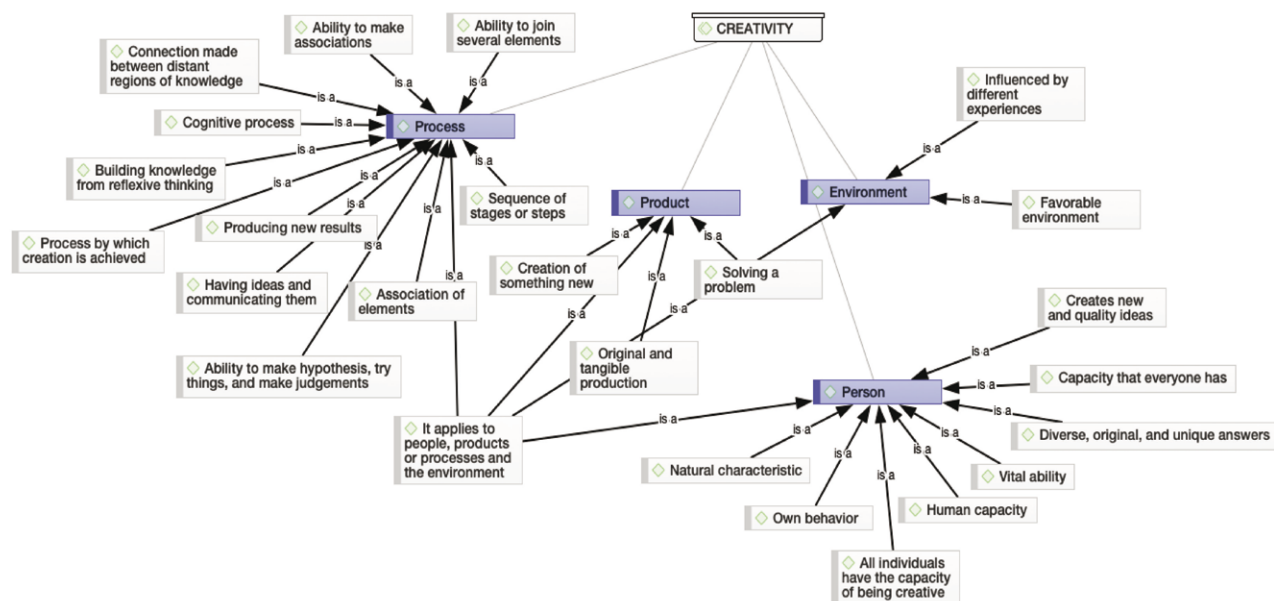 CREATIVITY
Ability to make
associations
Ability to join
several elements
Connection made
between distant
regions of knowledge
is a
is a
is a
Influenced by
different
experiences
Cognitive process
is a
Process
is a
Building knowledge
from reflexive thinking
is a
is a
is a
is a
is a
Sequence of
stages or steps
Environment
is a
Favorable
environment
Product
Producing new results
is a
is a
Process by which
creation is achieved
is a
is a
Creation of
something new
is a
Solving a
problem
Having ideas and
communicating them
Association of
elements
is a
is a
is a
is a
Creates new
and quality ideas
Original and
tangible
production
is a
Ability to make hypothesis, try
things, and make judgements
Capacity that everyone has
is a
Person
is a
is a
It applies to
people, products
or processes and
the environment
is a
is a
is a
is a
is a
is a
Diverse, original, and unique answers
Natural characteristic
Vital ability
Own behavior
Human capacity
All individuals
have the capacity
of being creative